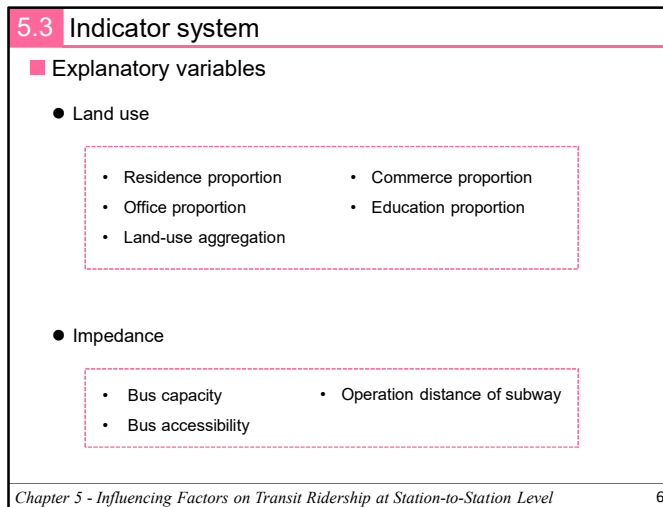 5.3 Indicator system
Explanatory variables
● Land use
• Residence proportion
• Office proportion
• Land-use aggregation
• Commerce proportion
• Education proportion
● Impedance
• Bus capacity
• Bus accessibility
• Operation distance of subway
Chapter 5 - Influencing Factors on Transit Ridership at Station-to-Station Level 6